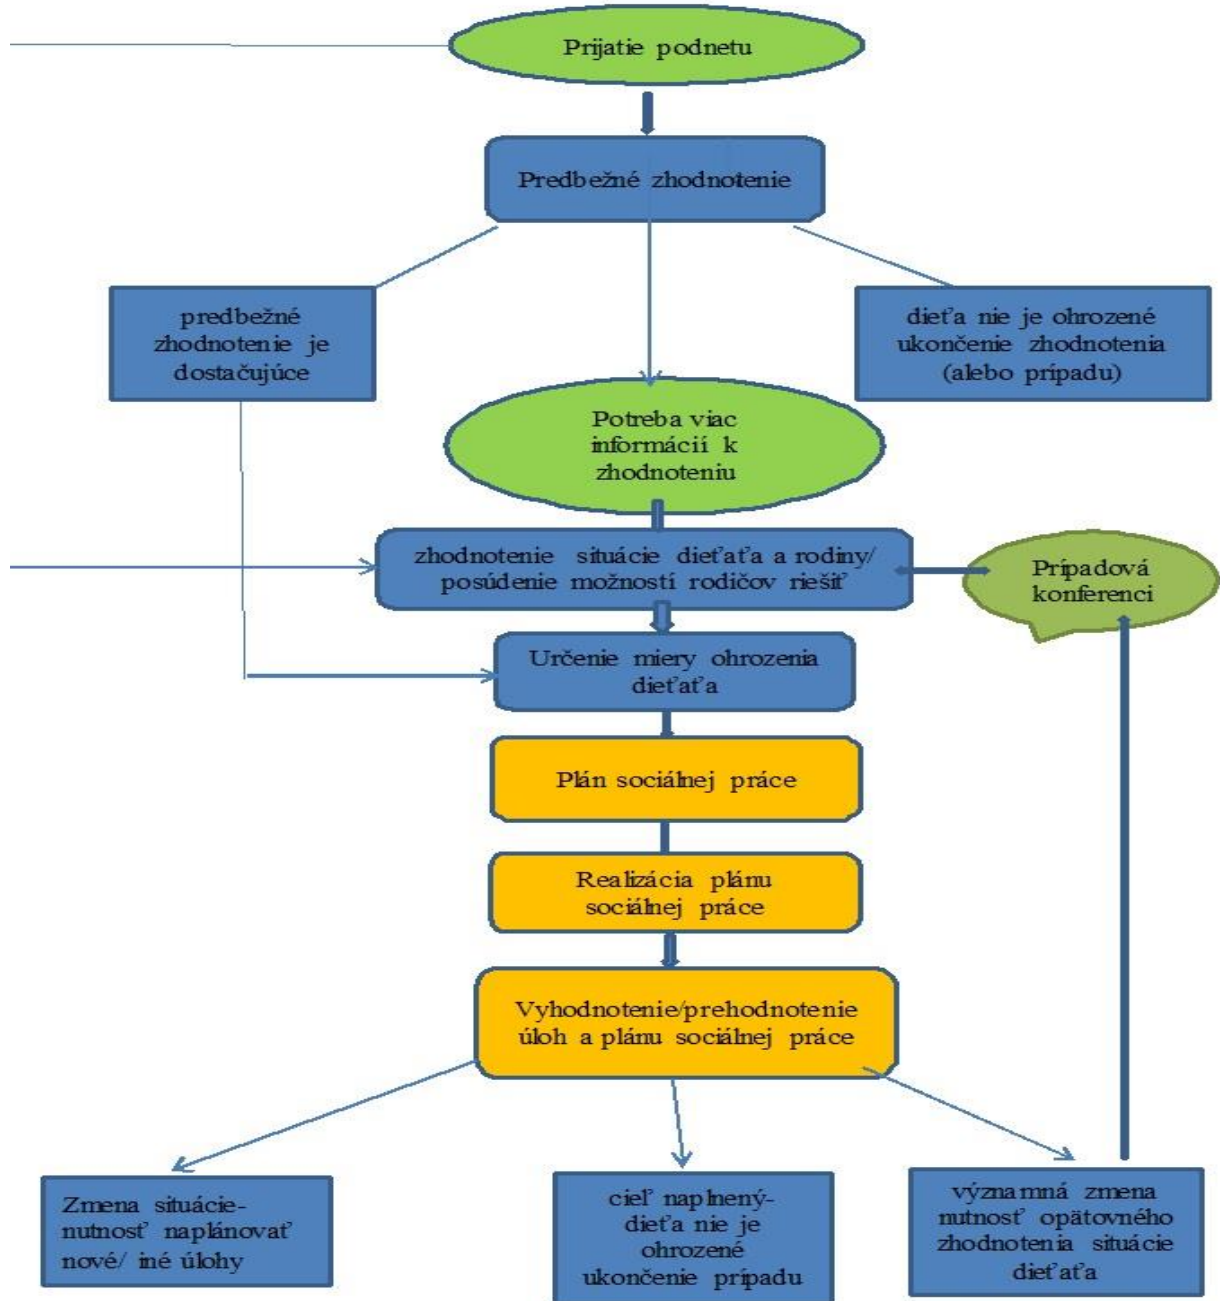 Prijatie podnetu
Predbežné zhodnotenie
predbežné
zhodnotenie je
dostačujúce
dieťa nie je ohrozené
ukončenie zhodnotenia
(alebo prípadu)
Potreba viac
informácií k
zhodnoteniu
zhodnotenie situácie dieťaťa a rodiny/
posúdenie možností rodičov riešiť
Prípadová
konferenci
Určenie miery ohrozenia
dieťaťa
Plán sociálnej práce
Realizácia plánu
sociálnej práce
Vyhodnotenie/prehodnotenie
úloh a plánu sociálnej práce
Zmena situácie-
nutnosť naplánovať
nové/ iné úlohy
cieľ naplnený-
dieťa nie je
ohrozené
ukončenie prípadu
významná zmena
nutnosť opätovného
zhodnotenia situácie
dieťaťa